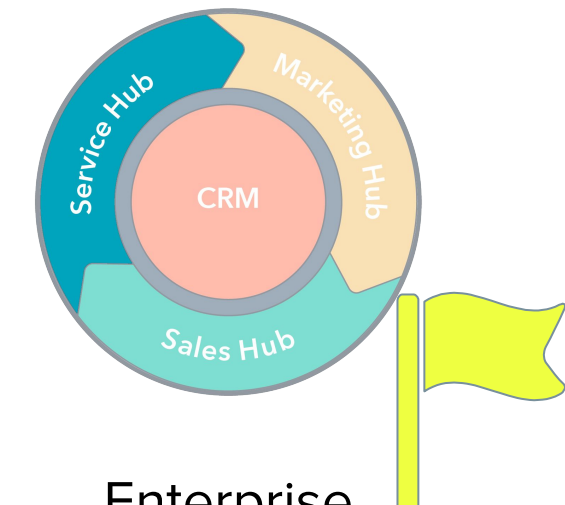 Service Hub
Marketing Hub
CRM
Sales Hub
Enterprise